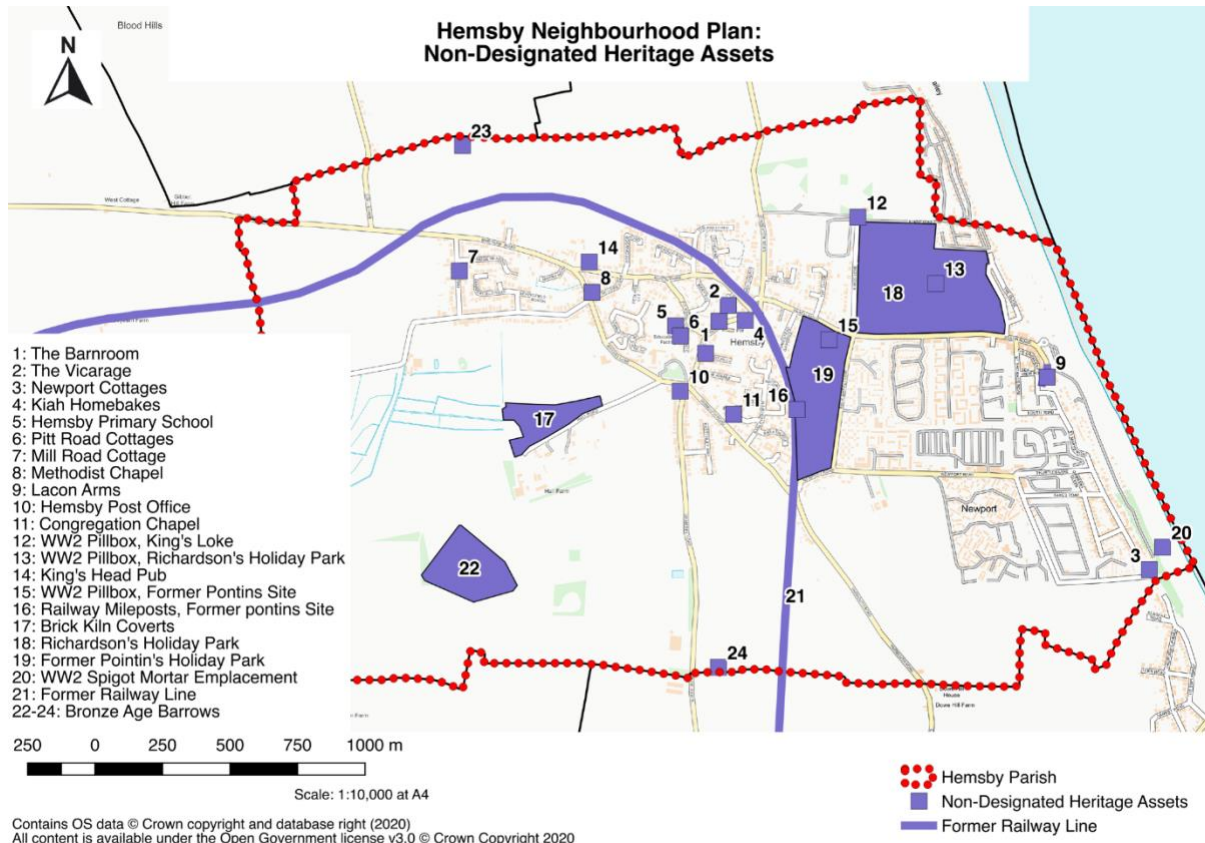 Hemsby Neighbourhood Plan:
Non-Designated Heritage Assets
Blood Hills
N
23
West Cottage
12
14
7
8
13
18
2
5
6
4
15
1
Hemsby
19
9
10
16
11
17
Hall Farm
Newport
20
22
3
21
24
House
Dowe Hill Farm
1: The Barnroom
2: The Vicarage
3: Newport Cottages
4: Kiah Homebakes
5: Hemsby Primary School
6: Pitt Road Cottages
7: Mill Road Cottage
8: Methodist Chapel
9: Lacon Arms
10: Hemsby Post Office
11: Congregation Chapel
12: WW2 Pillbox, King's Loke
13: WW2 Pillbox, Richardson's Holiday Park
14: King's Head Pub
15: WW2 Pillbox, Former Pontins Site
16: Railway Mileposts, Former pontins Site
17: Brick Kiln Coverts
18: Richardson's Holiday Park
19: Former Pointin's Holiday Park
20: WW2 Spigot Mortar Emplacement
21: Former Railway Line
22-24: Bronze Age Barrows
250 0 250 500 750 1000 m
Scale: 1:10,000 at A4
Hemsby Parish
Non-Designated Heritage Assets
Former Railway Line
Contains OS data © Crown copyright and database right (2020)
All content is available under the Open Government license v3.0 © Crown Copyright 2020